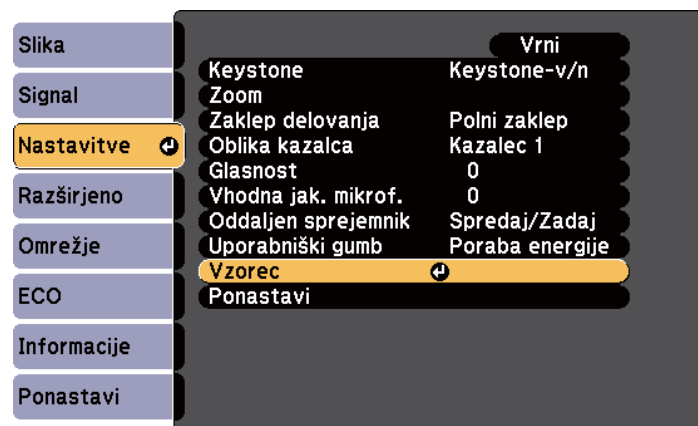 Slika
Signal
Nastavitve
Razširjeno
Omrežje
ECO
Informacije
Ponastavi
Vrni
Keystone Keystone-v/n
Zoom
Zaklep delovanja Polni zaklep
Oblika kazalca Kazalec 1
Glasnost 0
Vhodna jak. mikrof. 0
Oddaljen sprejemnik Spredaj/Zadaj
Uporabniški gumb Poraba energije
Vzorec
Ponastavi